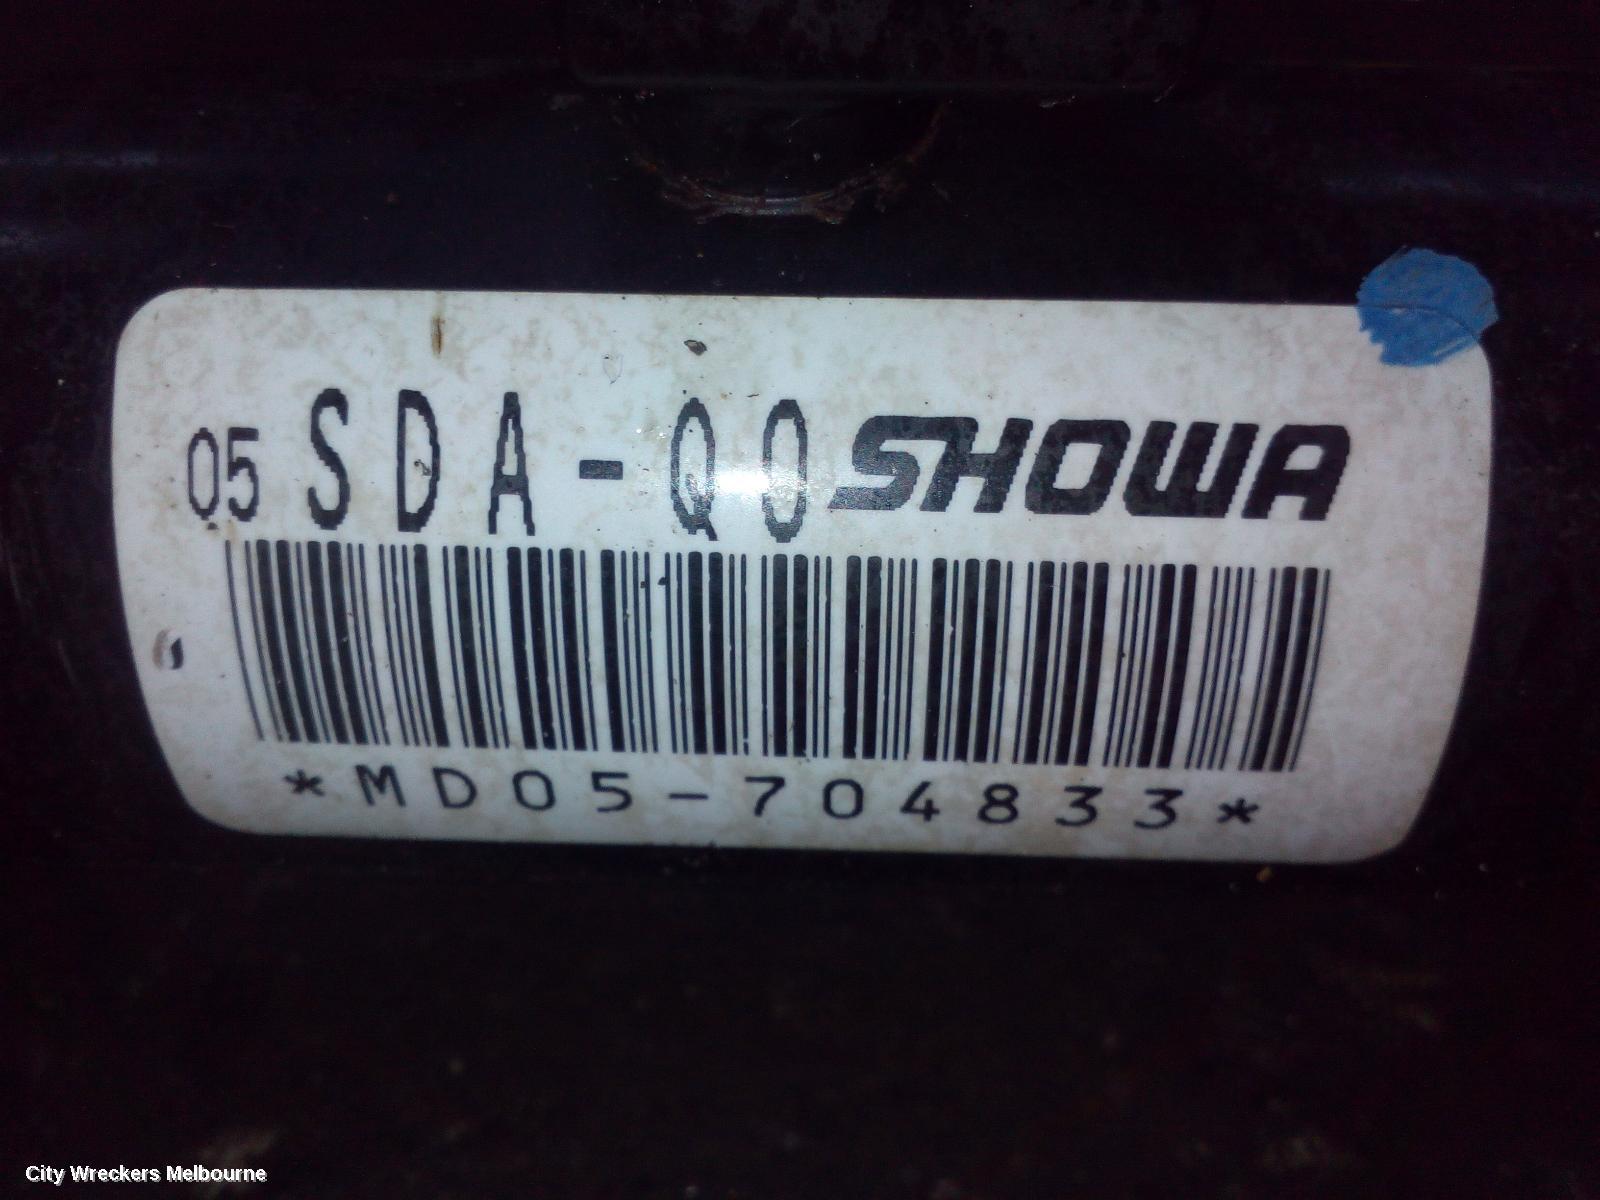 05 SDA-Q0 SHOWA
*MD05-704833*
City Wreckers Melbourne